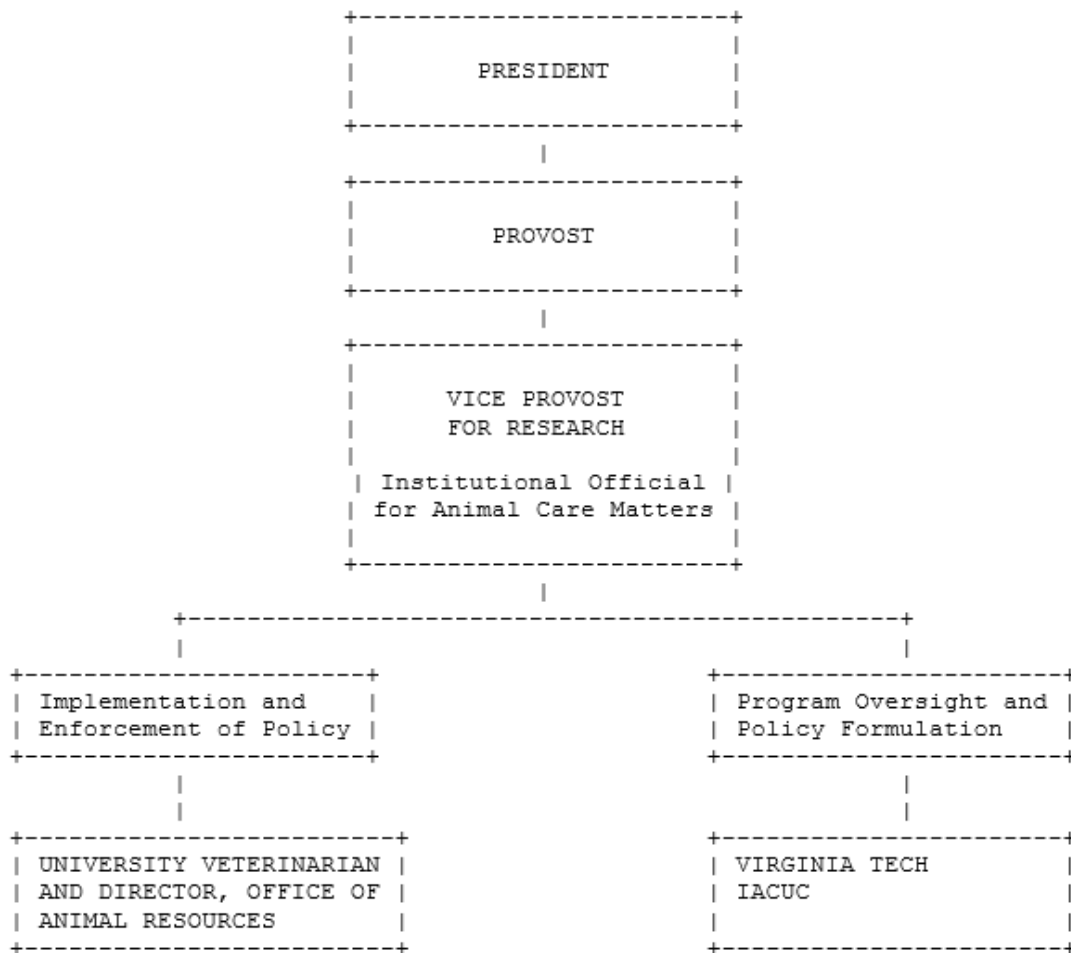 PRESIDENT
PROVOST
VICE PROVOST
FOR RESEARCH
Institutional Official
for Animal Care Matters
Implementation and
Enforcement of Policy
Program Oversight and
Policy Formulation
UNIVERSITY VETERINARIAN
AND DIRECTOR, OFFICE OF
ANIMAL RESOURCES
VIRGINIA TECH
IACUC